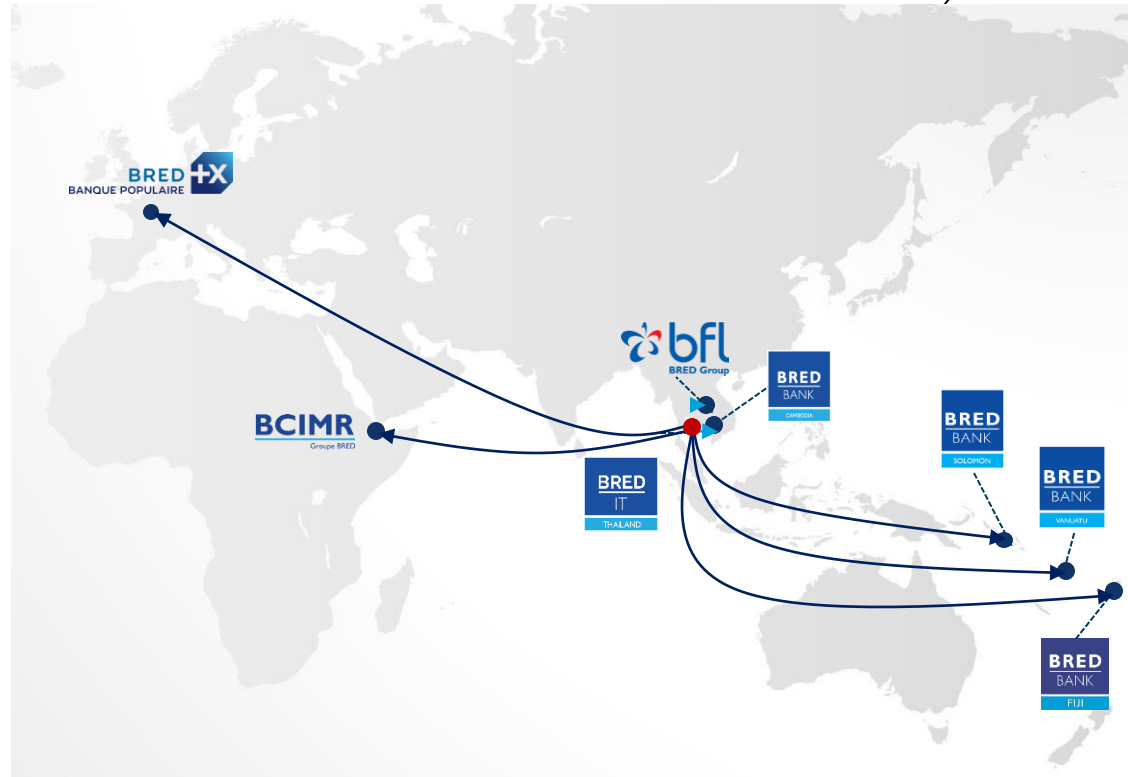 BRED +X
BANQUE POPULAIRE
bfl
BRED Group
BRED
BANK
CAMBODIA
BCIMR
Groupe BRED
BRED
IT
THAILAND
BRED
BANK
SOLOMON
BRED
BANK
VANUATU
BRED
BANK
FIJI